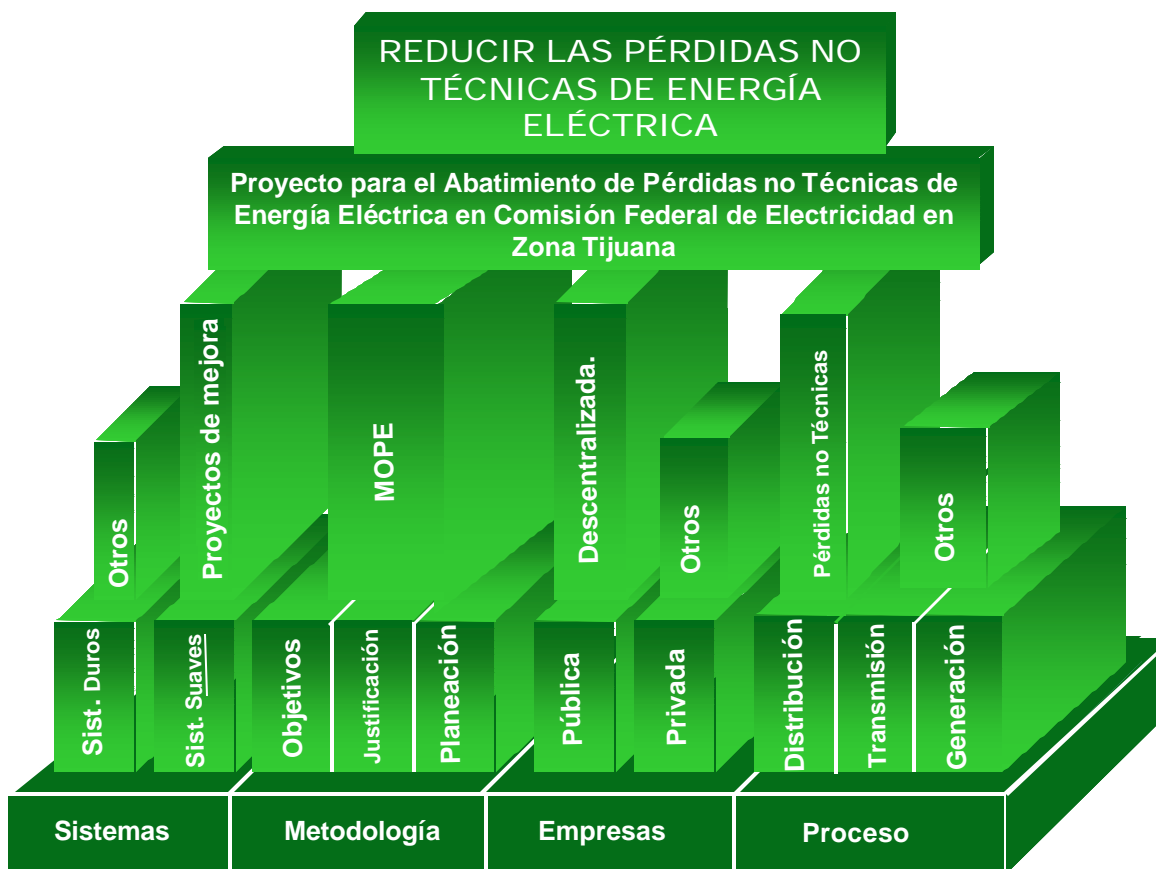 REDUCIR LAS PÉRDIDAS NO
TÉCNICAS DE ENERGÍA
ELÉCTRICA
Proyecto para el Abatimiento de Pérdidas no Técnicas de
Energía Eléctrica en Comisión Federal de Electricidad en
Zona Tijuana
Otros
Proyectos de mejora
MOPE
Descentralizada.
Otros
Pérdidas no Técnicas
Otros
Sist. Duros
Sist. Suaves
Objetivos
Justificación
Planeación
Pública
Privada
Distribución
Transmisión
Generación
Sistemas
Metodología
Empresas
Proceso